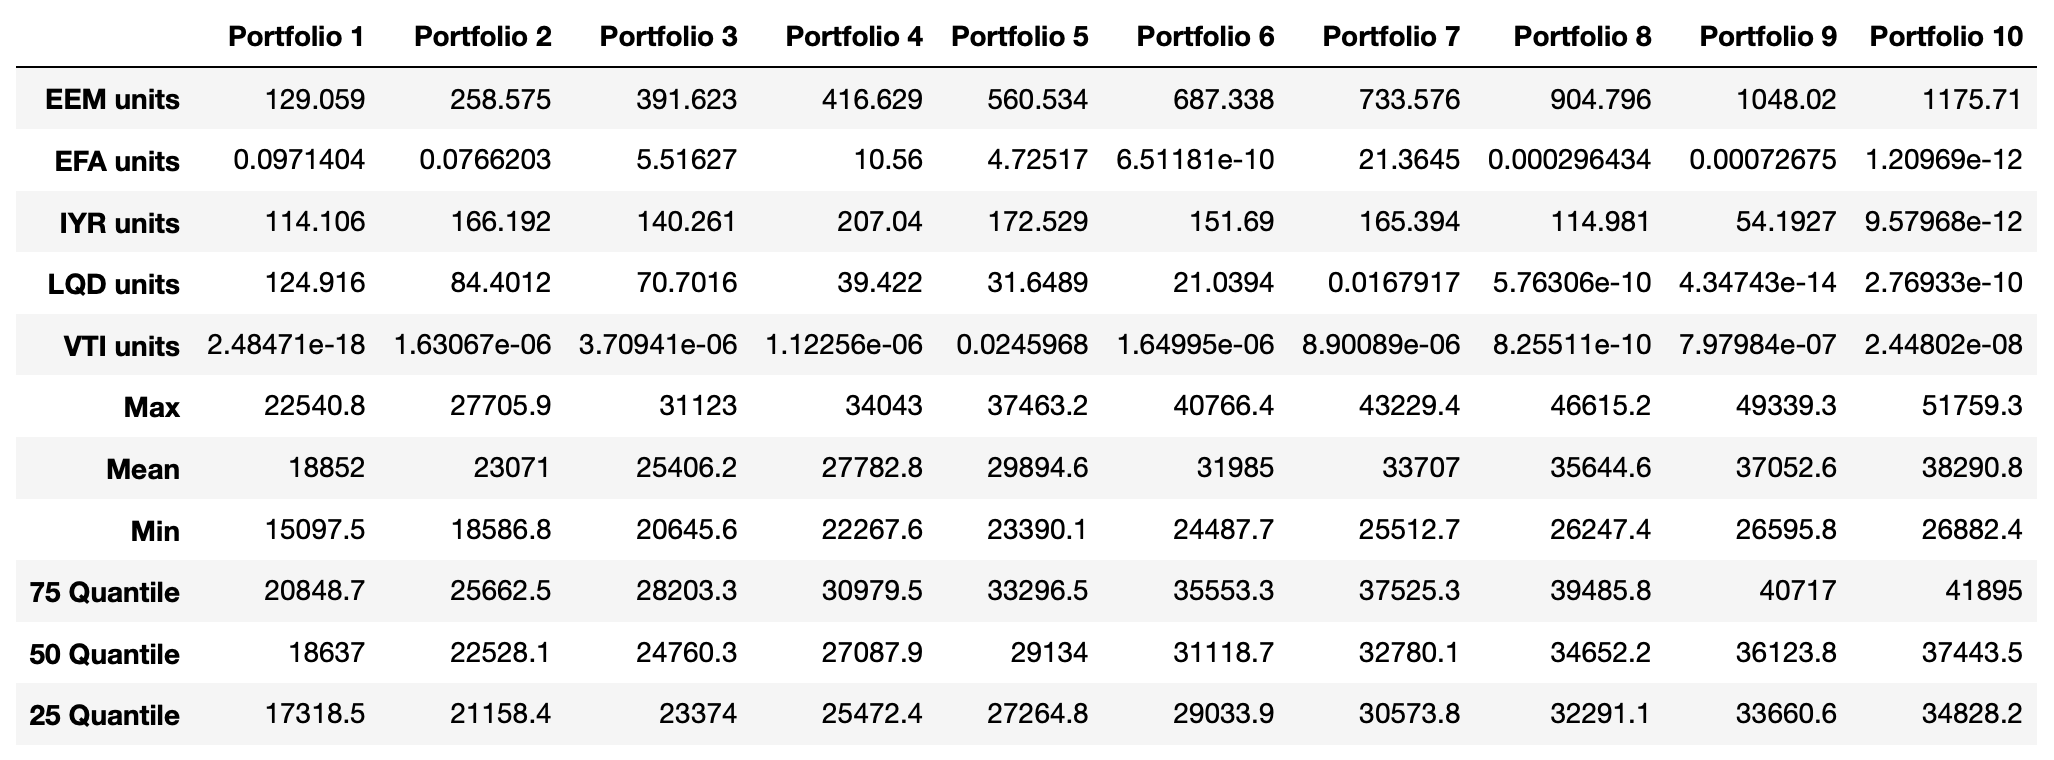 Portfolio 1 Portfolio 2 Portfolio 3 Portfolio 4 Portfolio 5 Portfolio 6 Portfolio 7 Portfolio 8 Portfolio 9 Portfolio 10
EEM units 129.059 258.575 391.623 416.629 560.534 687.338 733.576 904.796 1048.02 1175.71
EFA units 0.0971404 0.0766203 5.51627 10.56 4.72517 6.51181e-10 21.3645 0.000296434 0.00072675 1.20969e-12
IYR units 114.106 166.192 140.261 207.04 172.529 151.69 165.394 114.981 54.1927 9.57968e-12
LQD units 124.916 84.4012 70.7016 39.422 31.6489 21.0394 0.0167917 5.76306e-10 4.34743e-14 2.76933e-10
VTI units 2.48471e-18 1.63067e-06 3.70941e-06 1.12256e-06 0.0245968 1.64995e-06 8.90089e-06 8.25511e-10 7.97984e-07 2.44802e-08
Max 22540.8 27705.9 31123 34043 37463.2 40766.4 43229.4 46615.2 49339.3 51759.3
Mean 18852 23071 25406.2 27782.8 29894.6 31985 33707 35644.6 37052.6 38290.8
Min 15097.5 18586.8 20645.6 22267.6 23390.1 24487.7 25512.7 26247.4 26595.8 26882.4
75 Quantile 20848.7 25662.5 28203.3 30979.5 33296.5 35553.3 37525.3 39485.8 40717 41895
50 Quantile 18637 22528.1 24760.3 27087.9 29134 31118.7 32780.1 34652.2 36123.8 37443.5
25 Quantile 17318.5 21158.4 23374 25472.4 27264.8 29033.9 30573.8 32291.1 33660.6 34828.2